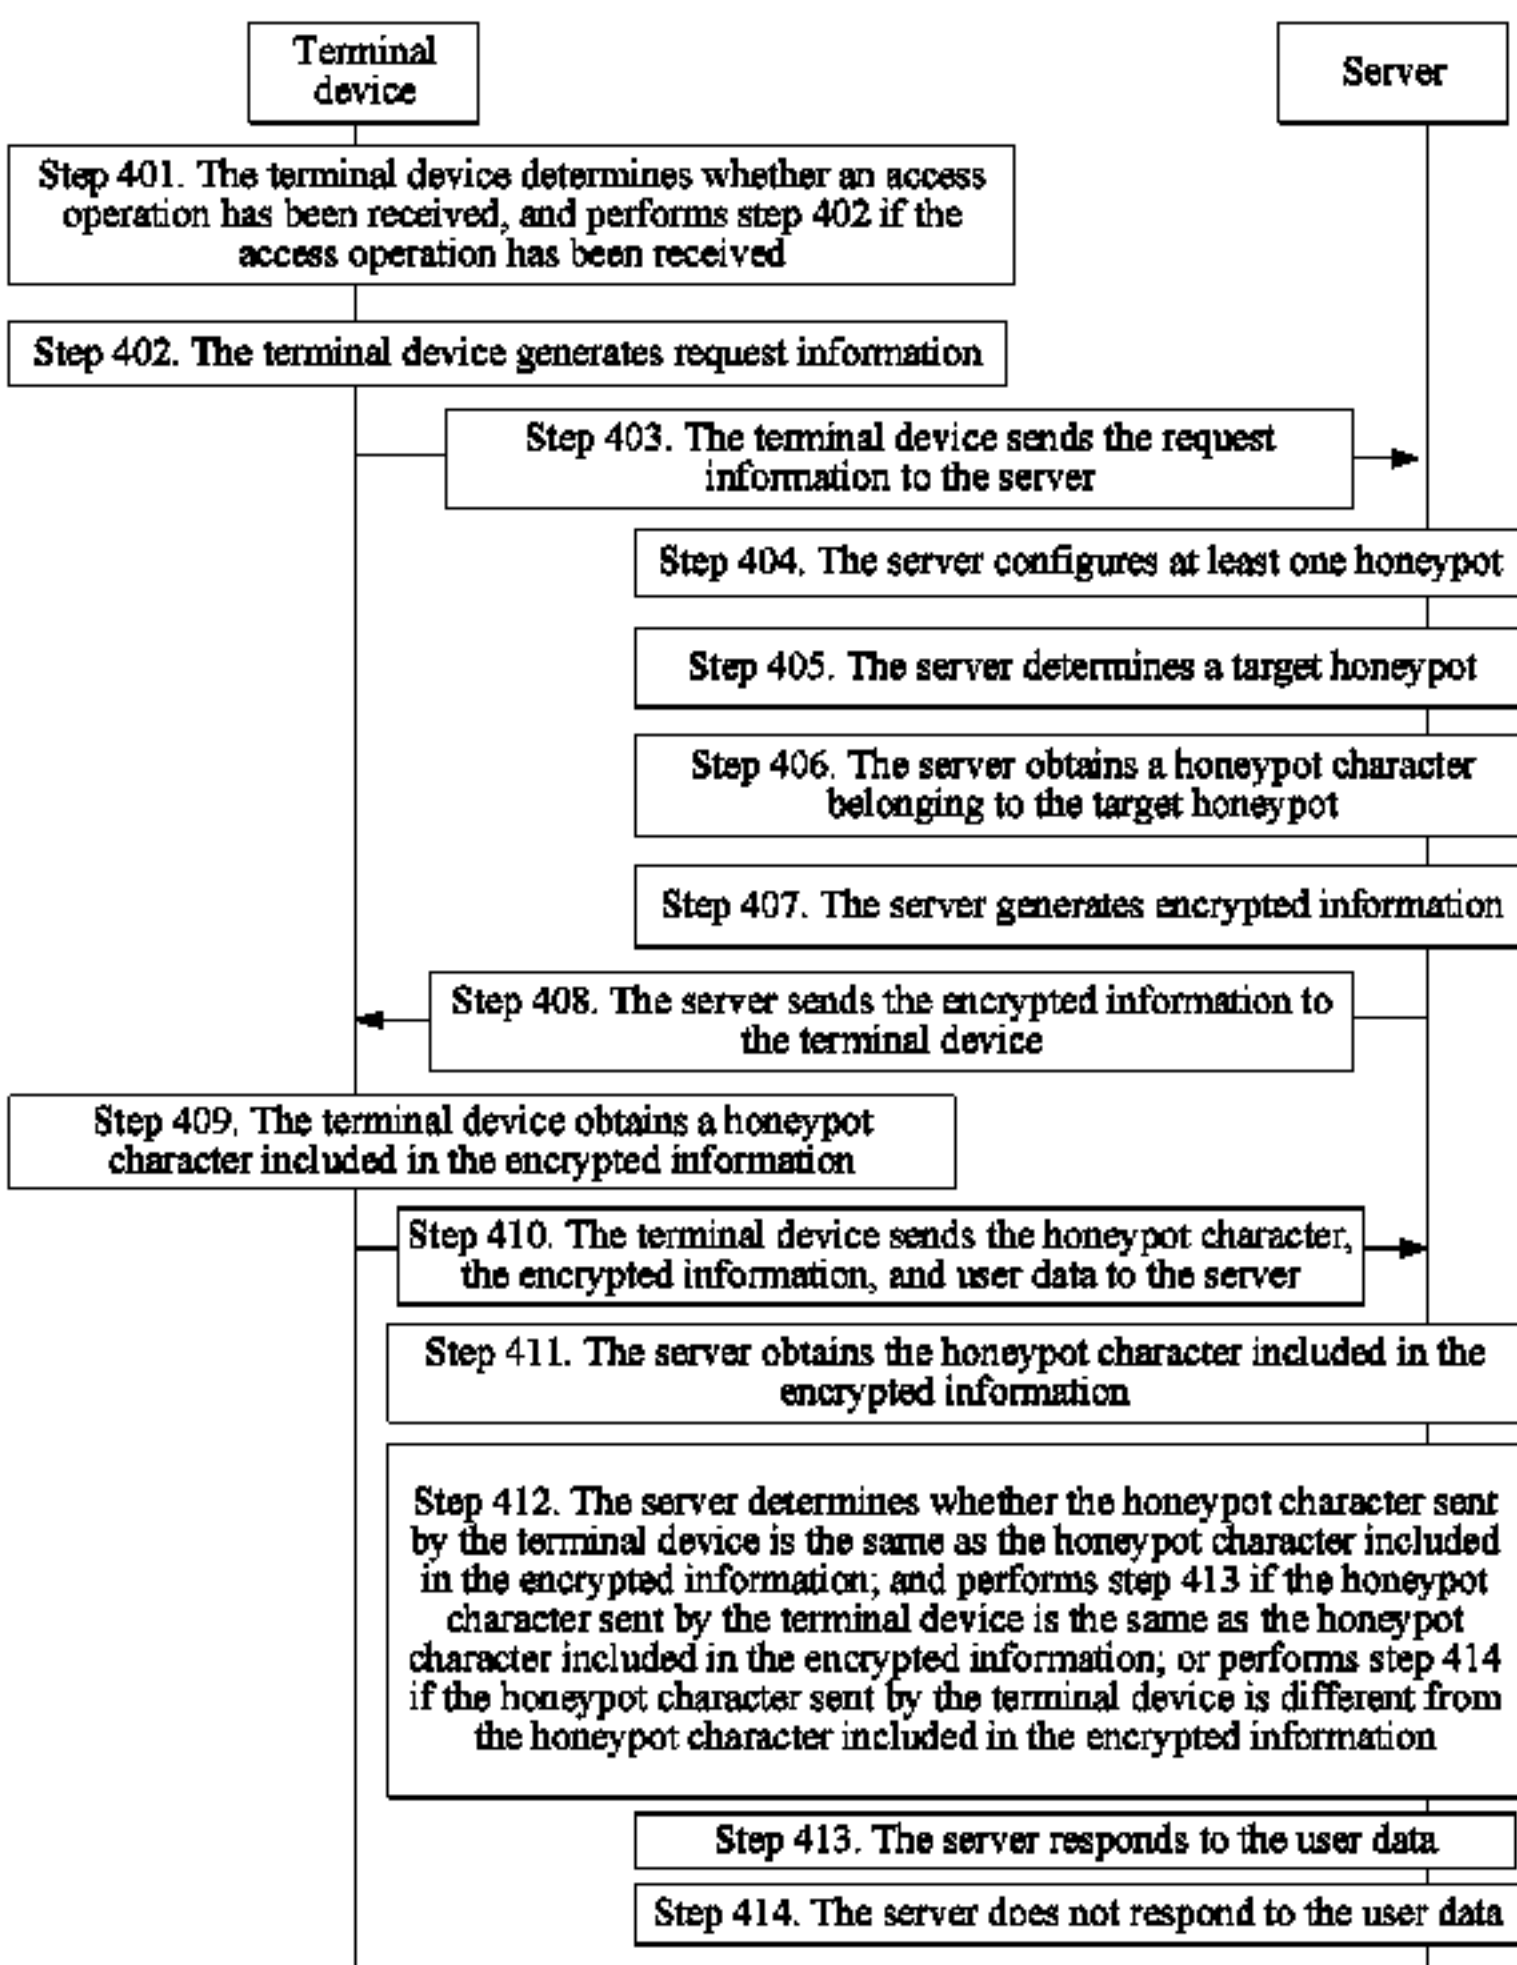 Terminal
device
Server
Step 401. The terminal device determines whether an access
operation has been received, and performs step 402 if the
access operation has been received
Step 402. The terminal device generates request information
Step 403. The terminal device sends the request
information to the server
Step 404. The server configures at least one honeypot
Step 405. The server determines a target honeypot
Step 406. The server obtains a honeypot character
belonging to the target honeypot
Step 407. The server generates encrypted information
Step 408. The server sends the encrypted information to
the terminal device
Step 409. The terminal device obtains a honeypot
character included in the encrypted information
Step 410. The terminal device sends the honeypot character,
the encrypted information, and user data to the server
Step 411. The server obtains the honeypot character included in the
encrypted information
Step 412. The server determines whether the honeypot character sent
by the terminal device is the same as the honeypot character included
in the encrypted information; and performs step 413 if the honeypot
character sent by the terminal device is the same as the honeypot
character included in the encrypted information; or performs step 414
if the honeypot character sent by the terminal device is different from
the honeypot character included in the encrypted information
Step 413. The server responds to the user data
Step 414. The server does not respond to the user data